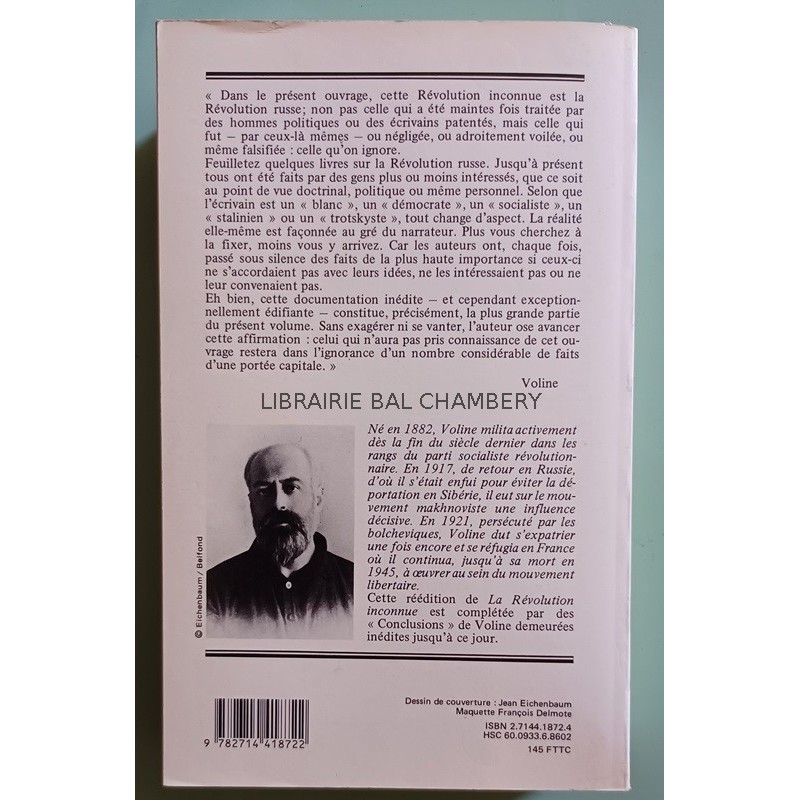 « Dans le présent ouvrage, cette Révolution inconnue est la
Révolution russe; non pas celle qui a été maintes fois traitée par
des hommes politiques ou des écrivains patentés, mais celle qui
fut — par ceux-là mêmes — ou négligée, ou adroitement voilée, ou
même falsifiée : celle qu'on ignore.
Feuilletez quelques livres sur la Révolution russe. Jusqu'à présent
tous ont été faits par des gens plus ou moins intéressés, que ce soit
au point de vue doctrinal, politique ou même personnel. Selon que
l'écrivain est un « blanc », un « démocrate », un « socialiste », un
« stalinien » ou un « trotskyste », tout change d'aspect. La réalité
elle-même est façonnée au gré du narrateur. Plus vous cherchez à
la fixer, moins vous y arrivez. Car les auteurs ont, chaque fois,
passé sous silence des faits de la plus haute importance si ceux-ci
ne s'accordaient pas avec leurs idées, ne les intéressaient pas ou ne
leur convenaient pas.
Eh bien, cette documentation inédite — et cependant exception-
nellement édifiante — constitue, précisément, la plus grande partie
du présent volume. Sans exagérer ni se vanter, l'auteur ose avancer
cette affirmation : celui qui n'aura pas pris connaissance de cet ou-
vrage restera dans l'ignorance d'un nombre considérable de faits
d'une portée capitale. »
Voline
LIBRAIRIE BAL CHAMBERY
Né en 1882, Voline milita activement
dès la fin du siècle dernier dans les
rangs du parti socialiste révolution-
naire. En 1917, de retour en Russie,
d'où il s'était enfui pour éviter la dé-
portation en Sibérie, il eut sur le mou-
vement makhnoviste une influence
décisive. En 1921, persécuté par les
bolcheviques, Voline dut s'expatrier
une fois encore et se réfugia en France
où il continua, jusqu'à sa mort en
1945, à œuvrer au sein du mouvement
libertaire.
Cette réédition de La Révolution
inconnue est complétée par des
« Conclusions » de Voline demeurées
inédites jusqu'à ce jour.
© Eichenbaum / Belfond
Dessin de couverture : Jean Eichenbaum
Maquette François Delmote
ISBN 2.7144.1872.4
HSC 60.0933.6.8602
145 FTTC
9 782714 418722